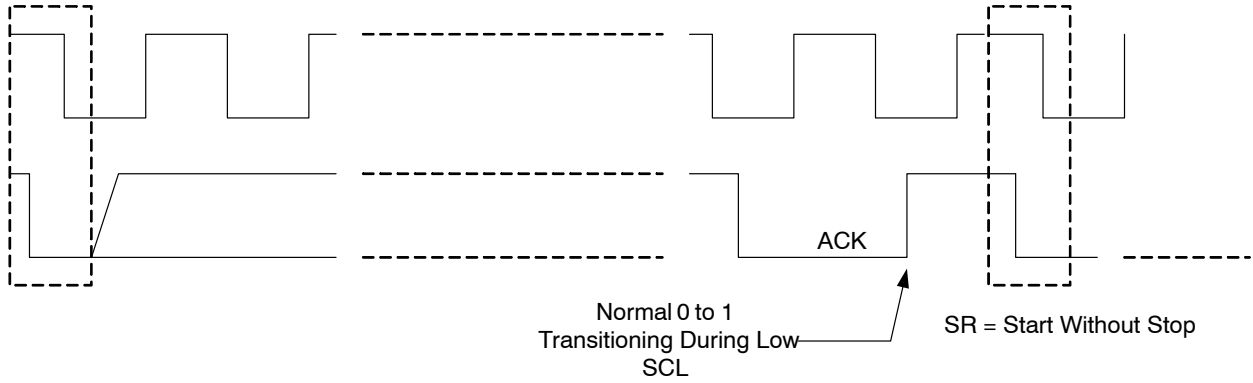 ACK
Normal 0 to 1
Transitioning During Low
SCL
SR = Start Without Stop